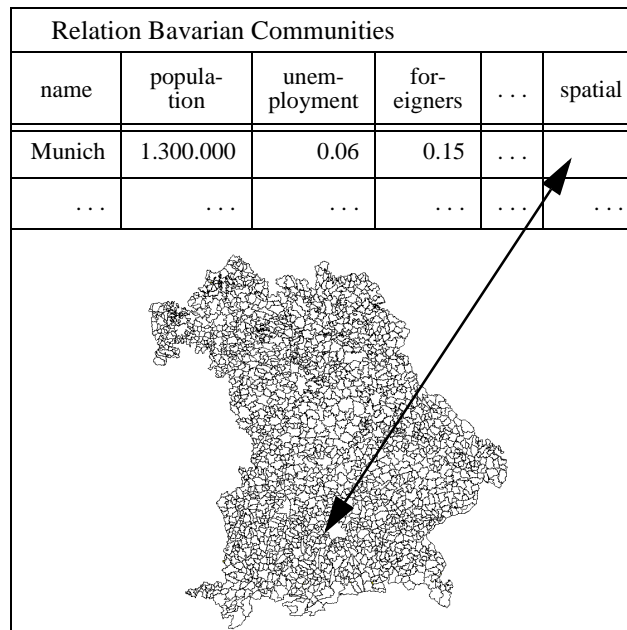 Relation Bavarian Communities
name popula- unem- for- . . . spatial
tion ployment eigners
Munich 1.300.000 0.06 0.15 . . .
. . . . . . . . . . . . . . . . . .